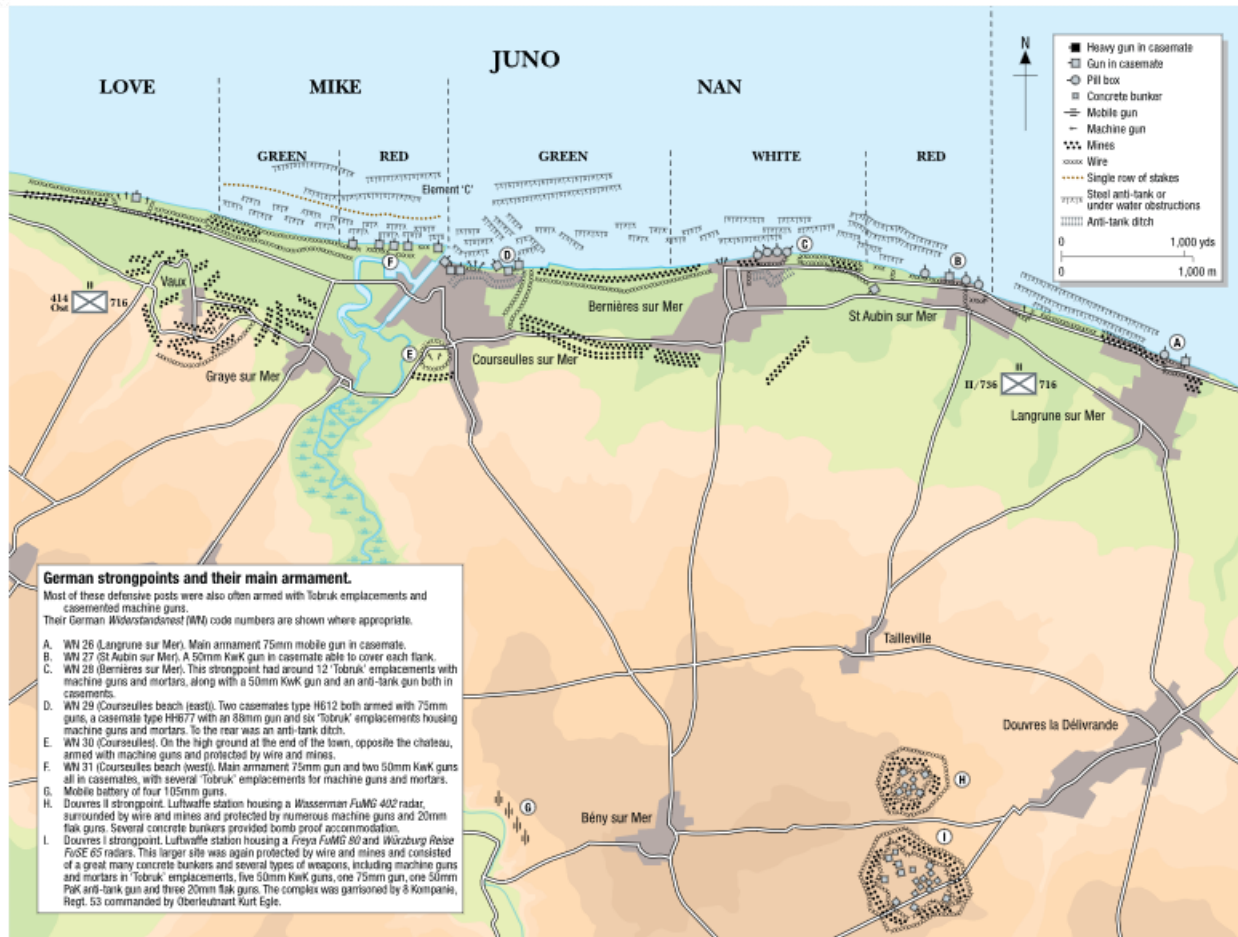 JUNO
LOVE
MIKE
NAN
GREEN
RED
GREEN
WHITE
RED
Element 'C'
N
Heavy gun in casemate
Gun in casemate
Pill box
Concrete bunker
Mobile gun
Machine gun
Mines
Wire
Single row of stakes
Steel anti-tank or
under water obstructions
Anti-tank ditch
0
1,000 yds
0
1,000 m
C
D
F
B
A
E
Vaux
II
414
Ost
716
Bernières sur Mer
St Aubin sur Mer
Graye sur Mer
Courseulles sur Mer
III
II/736
716
Langrune sur Mer
Tailleville
Douvres la Délivrande
H
G
Bény sur Mer
I
German strongpoints and their main armament.
Most of these defensive posts were also often armed with Tobruk emplacements and
casemented machine guns.
Their German Widerstandsnest (WN) code numbers are shown where appropriate.
A. WN 26 (Langrune sur Mer). Main armament 75mm mobile gun in casemate.
B. WN 27 (St Aubin sur Mer). A 50mm KwK gun in casemate able to cover each flank.
C. WN 28 (Bernières sur Mer). This strongpoint had around 12 'Tobruk' emplacements with
machine guns and mortars, along with a 50mm KwK gun and an anti-tank gun both in
casements.
D. WN 29 (Courseulles beach (east)). Two casemates type H612 both armed with 75mm
guns, a casemate type HH677 with an 88mm gun and six 'Tobruk' emplacements housing
machine guns and mortars. To the rear was an anti-tank ditch.
E. WN 30 (Courseulles). On the high ground at the end of the town, opposite the chateau,
armed with machine guns and protected by wire and mines.
F. WN 31 (Courseulles beach (west)). Main armament 75mm gun and two 50mm KwK guns
all in casemates, with several 'Tobruk' emplacements for machine guns and mortars.
G. Mobile battery of four 105mm guns.
H. Douvres II strongpoint. Luftwaffe station housing a Wasserman FuMG 402 radar,
surrounded by wire and mines and protected by numerous machine guns and 20mm
flak guns. Several concrete bunkers provided bomb proof accommodation.
I. Douvres I strongpoint. Luftwaffe station housing a Freya FuMG 80 and Würzburg Reise
FuSE 65 radars. This larger site was again protected by wire and mines and consisted
of a great many concrete bunkers and several types of weapons, including machine guns
and mortars in 'Tobruk' emplacements, five 50mm KwK guns, one 75mm gun, one 50mm
PaK anti-tank gun and three 20mm flak guns. The complex was garrisoned by 8 Kompanie,
Regt. 53 commanded by Oberleutnant Kurt Egle.